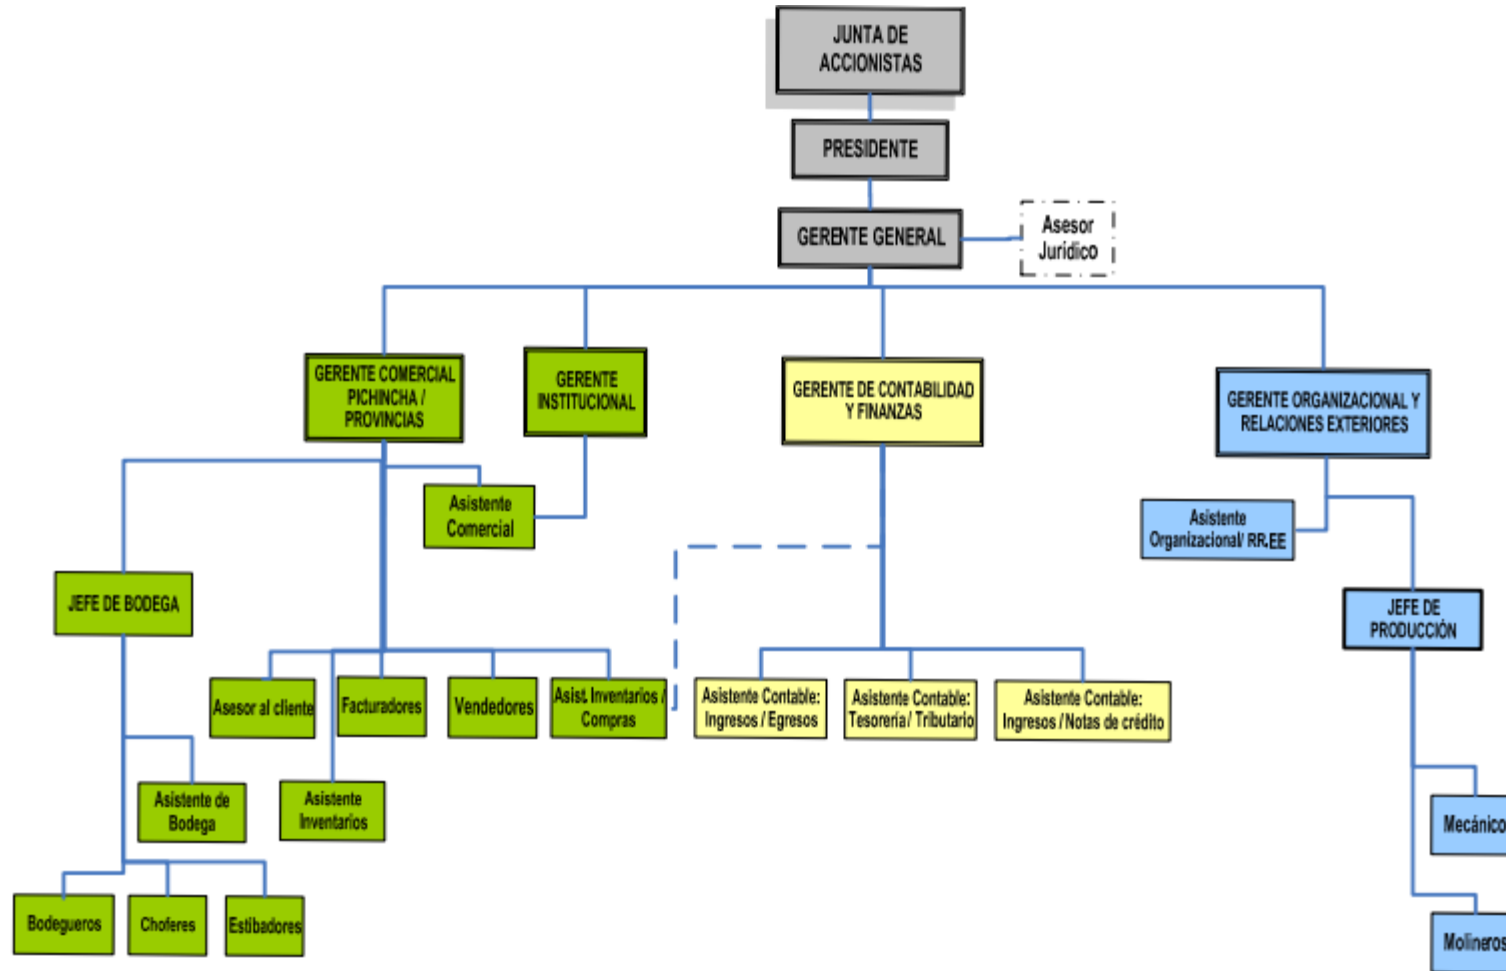 JUNTA DE
ACCIONISTAS
PRESIDENTE
GERENTE GENERAL
Asesor
Jurídico
GERENTE COMERCIAL
PICHINCHA /
PROVINCIAS
GERENTE
INSTITUCIONAL
GERENTE DE CONTABILIDAD
Y FINANZAS
GERENTE ORGANIZACIONAL Y
RELACIONES EXTERIORES
Asistente
Comercial
Asistente
Organizacional/ RR.EE
JEFE DE BODEGA
JEFE DE
PRODUCCIÓN
Asesor al cliente
Facturadores
Vendedores
Asist. Inventarios /
Compras
Asistente Contable:
Ingresos / Egresos
Asistente Contable:
Tesorería / Tributario
Asistente Contable:
Ingresos / Notas de crédito
Asistente de
Bodega
Asistente
Inventarios
Mecánico
Bodegueros
Choferes
Estibadores
Molineros